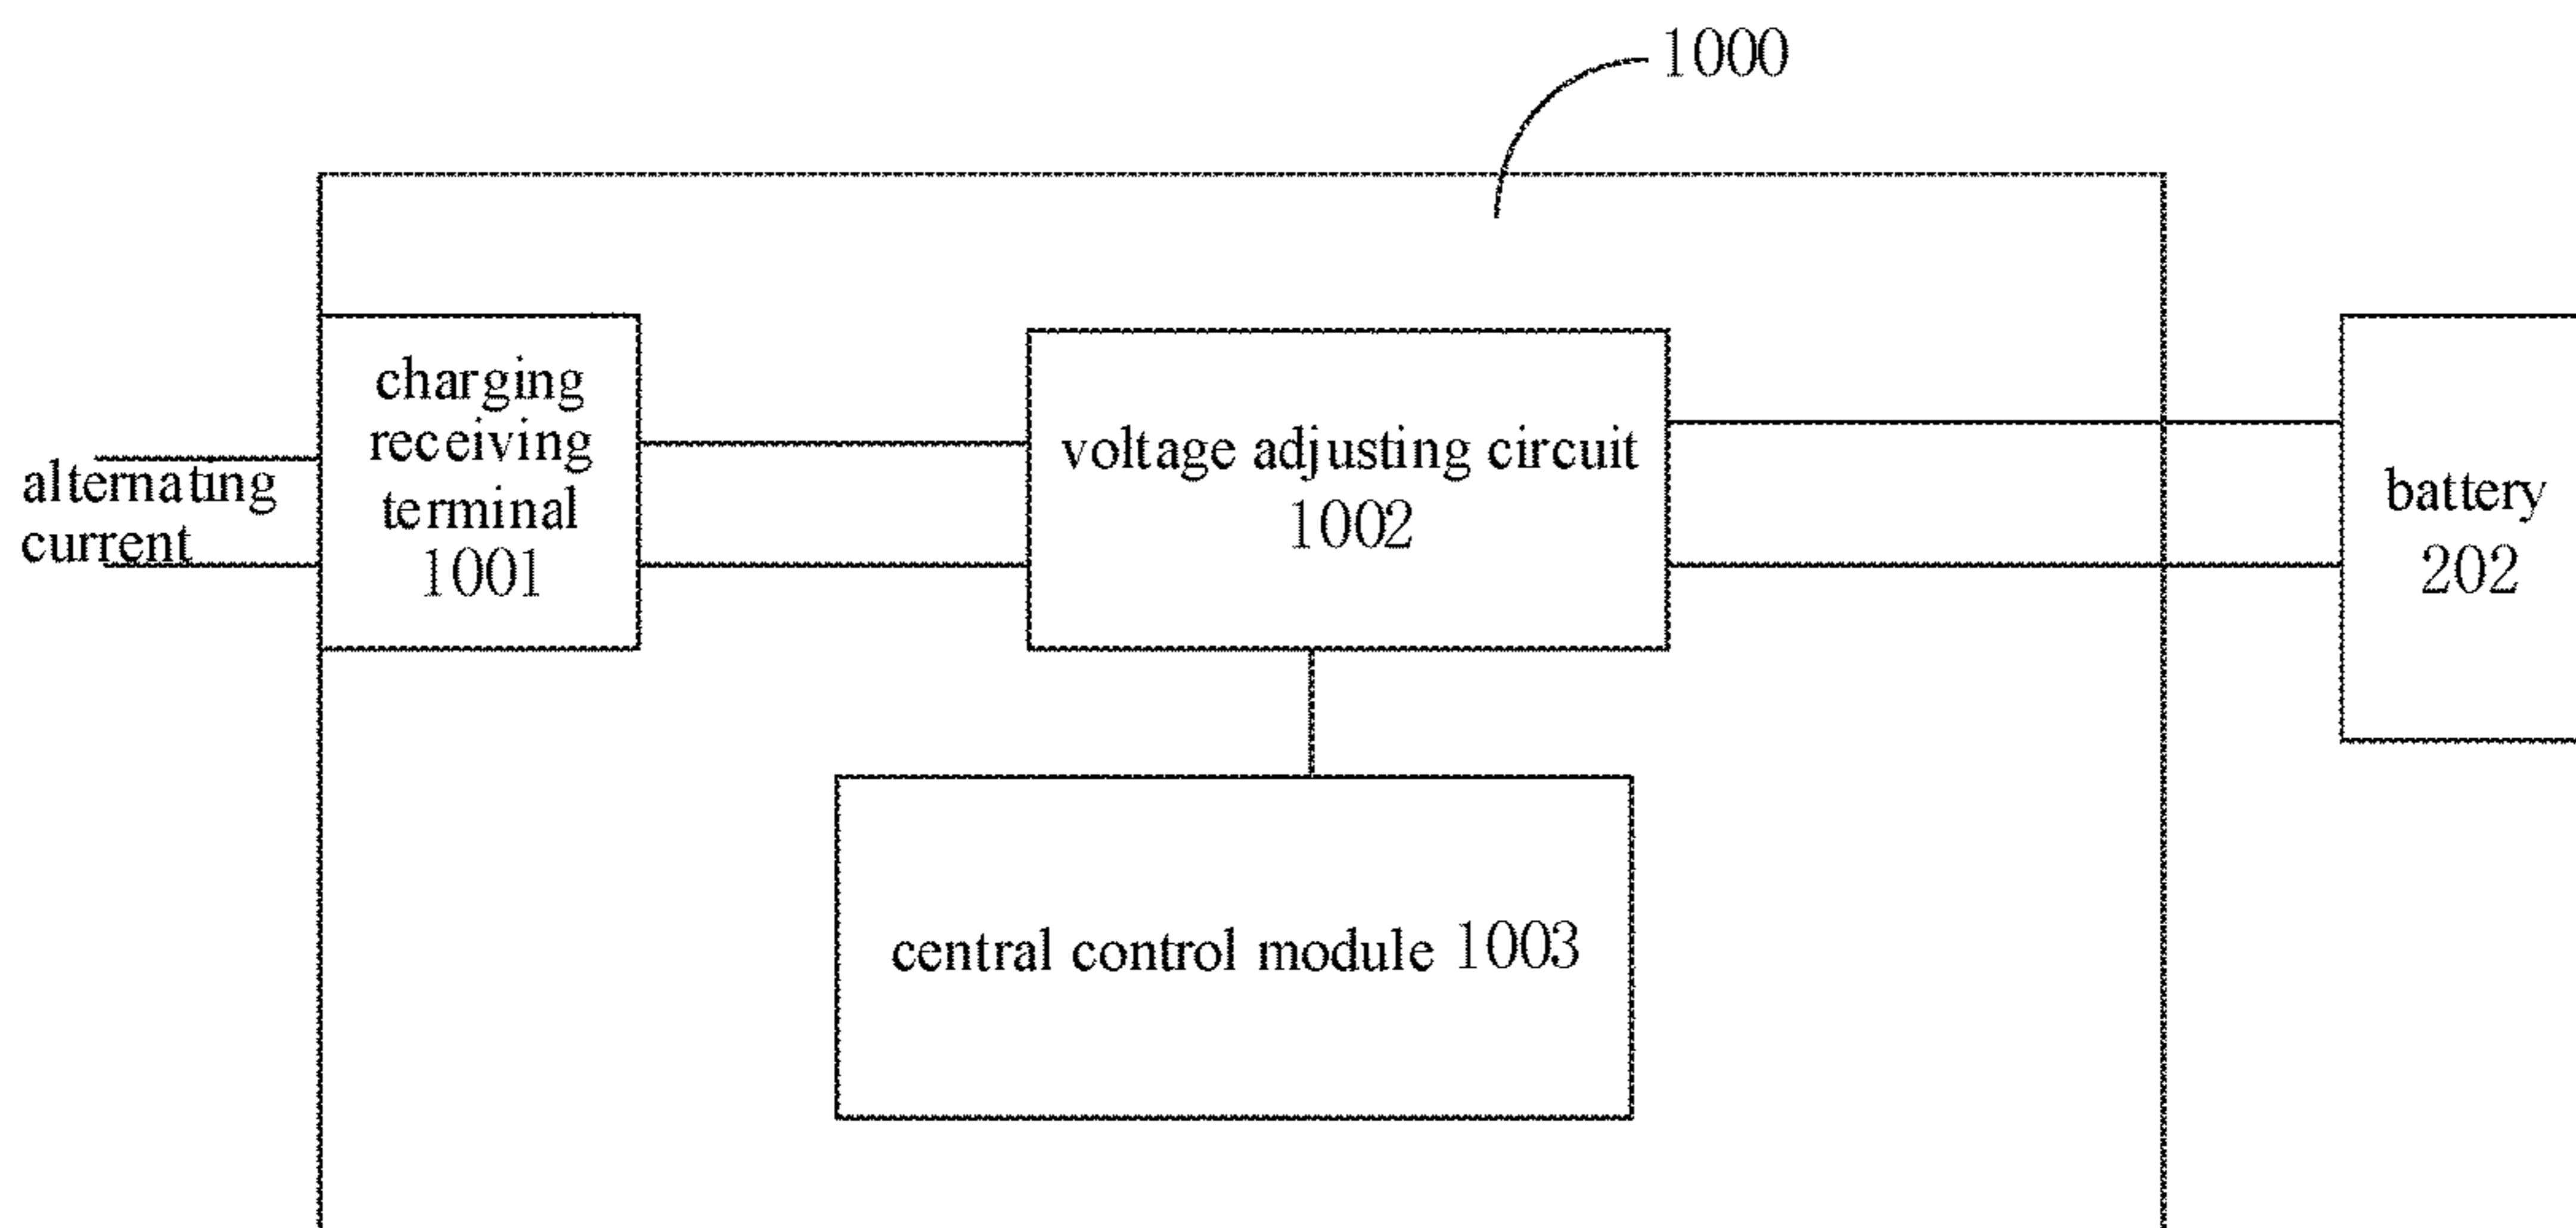 1000
charging
receiving
terminal
1001
alternating
current
voltage adjusting circuit
1002
battery
202
central control module 1003